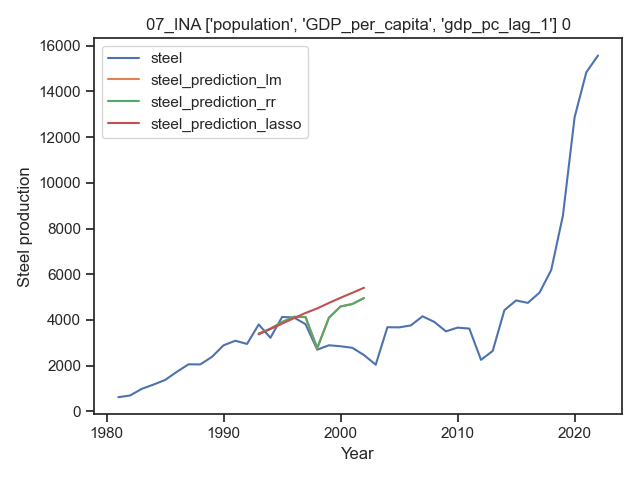 07_INA ['population', 'GDP_per_capita', 'gdp_pc_lag_1'] 0
16000
14000
12000
10000
8000
6000
4000
2000
0
Steel production
steel
steel_prediction_lm
steel_prediction_rr
steel_prediction_lasso
1980
1990
2000
2010
2020
Year